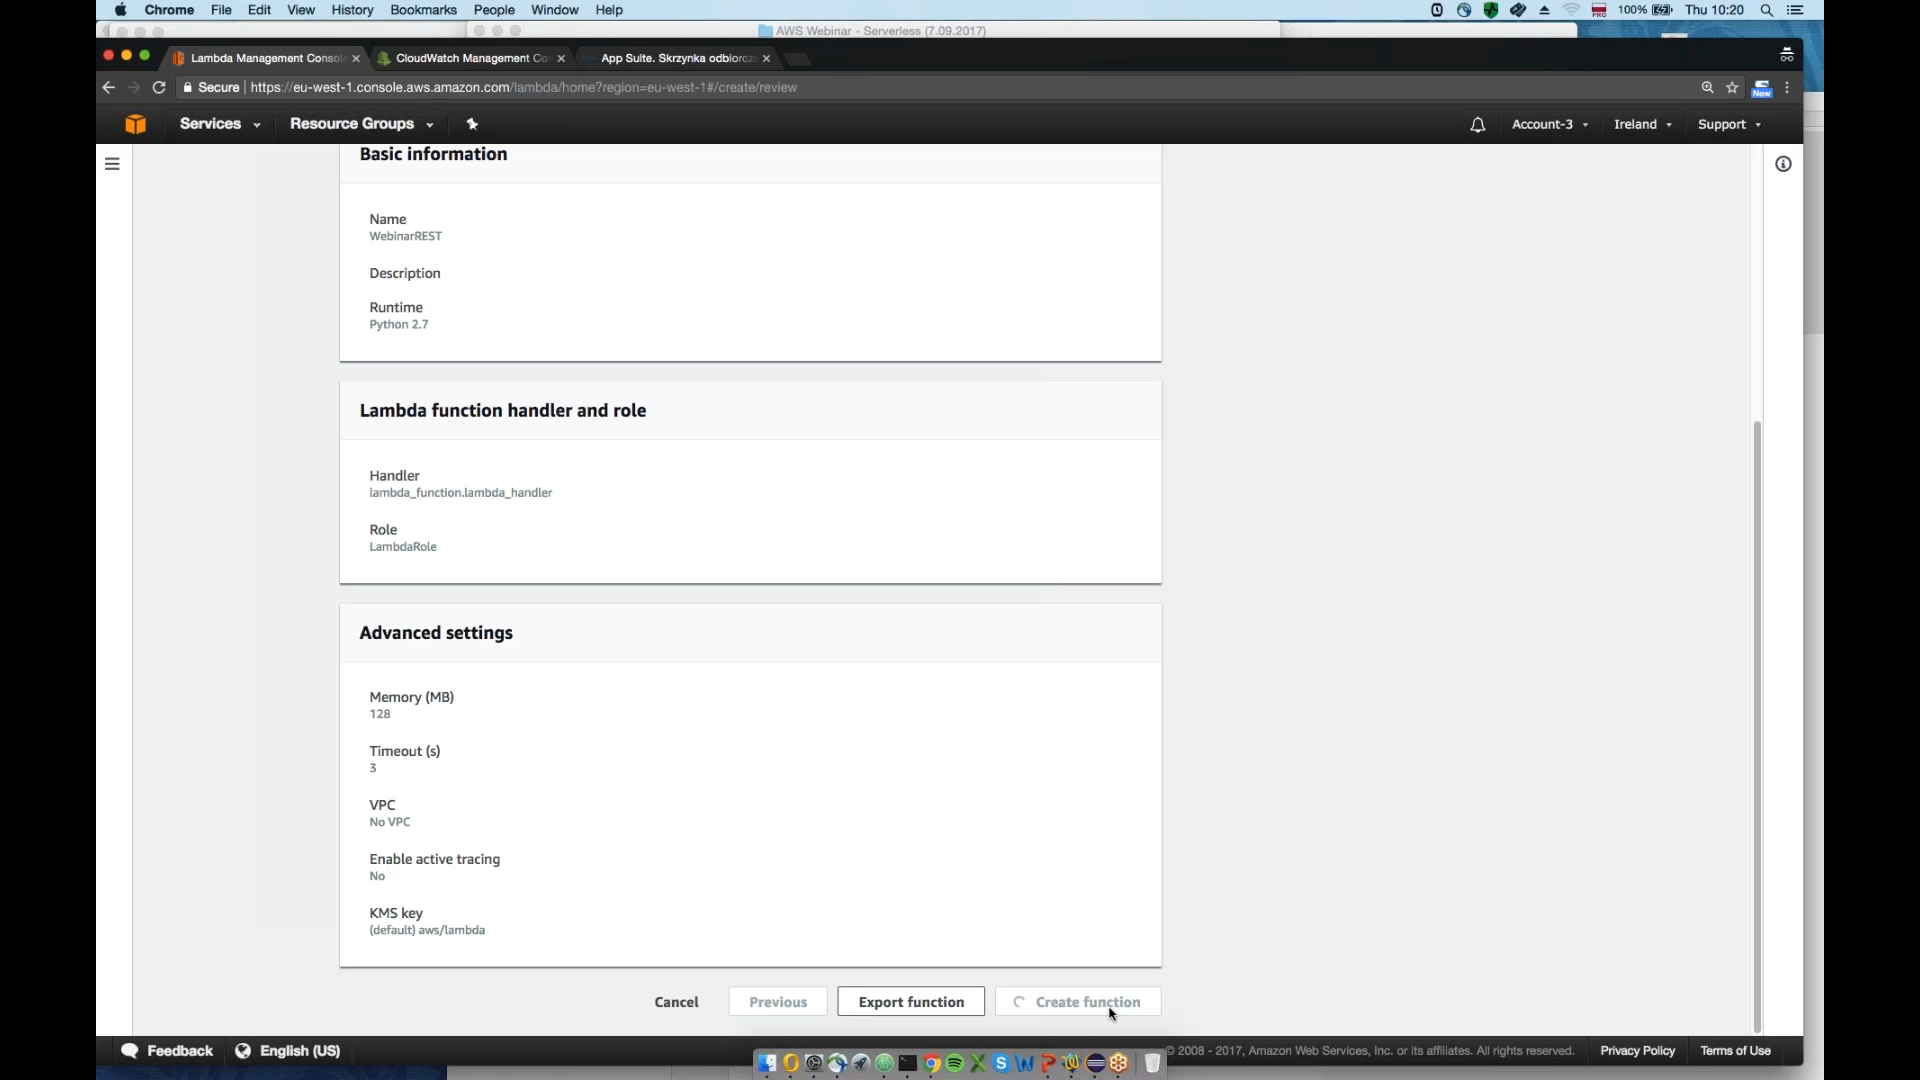 Chrome File Edit View History Bookmarks People Window Help
100% Thu 10:20
AWS Webinar - Serverless (7.09.2017)
Lambda Management Consol
CloudWatch Management Co
App Suite. Skrzynka odbiorcz
Secure https://eu-west-1.console.aws.amazon.com/lambda/home?region=eu-west-1#/create/review
New
Services Resource Groups Account-3 Ireland Support
Basic information
Name
WebinarREST
Description
Runtime
Python 2.7
Lambda function handler and role
Handler
lambda_function.lambda_handler
Role
LambdaRole
Advanced settings
Memory (MB)
128
Timeout (s)
3
VPC
No VPC
Enable active tracing
No
KMS key
(default) aws/lambda
Cancel Previous Export function Create function
Feedback English (US) © 2008 - 2017, Amazon Web Services, Inc. or its affiliates. All rights reserved. Privacy Policy Terms of Use